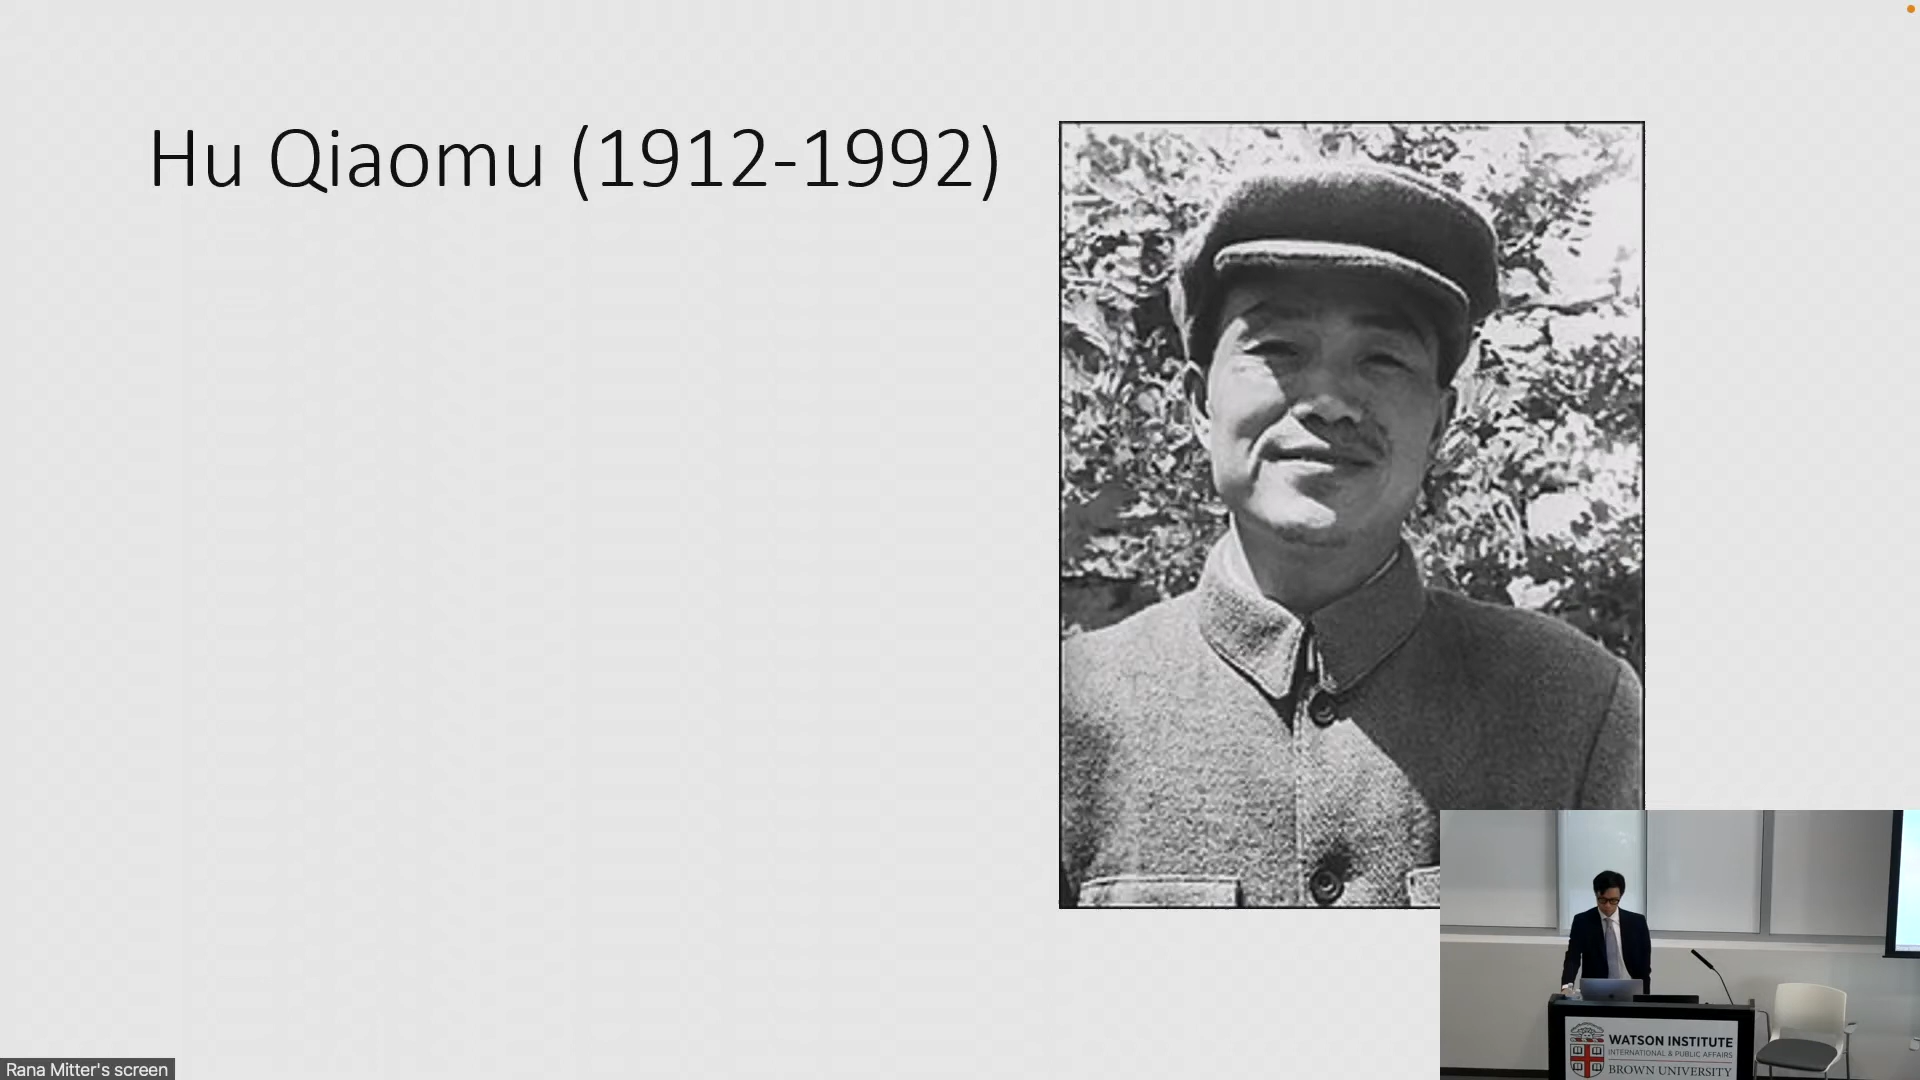 Hu Qiaomu (1912-1992)
WATSON INSTITUTE
INTERNATIONAL & PUBLIC AFFAIRS
BROWN UNIVERSITY
Rana Mitter's screen